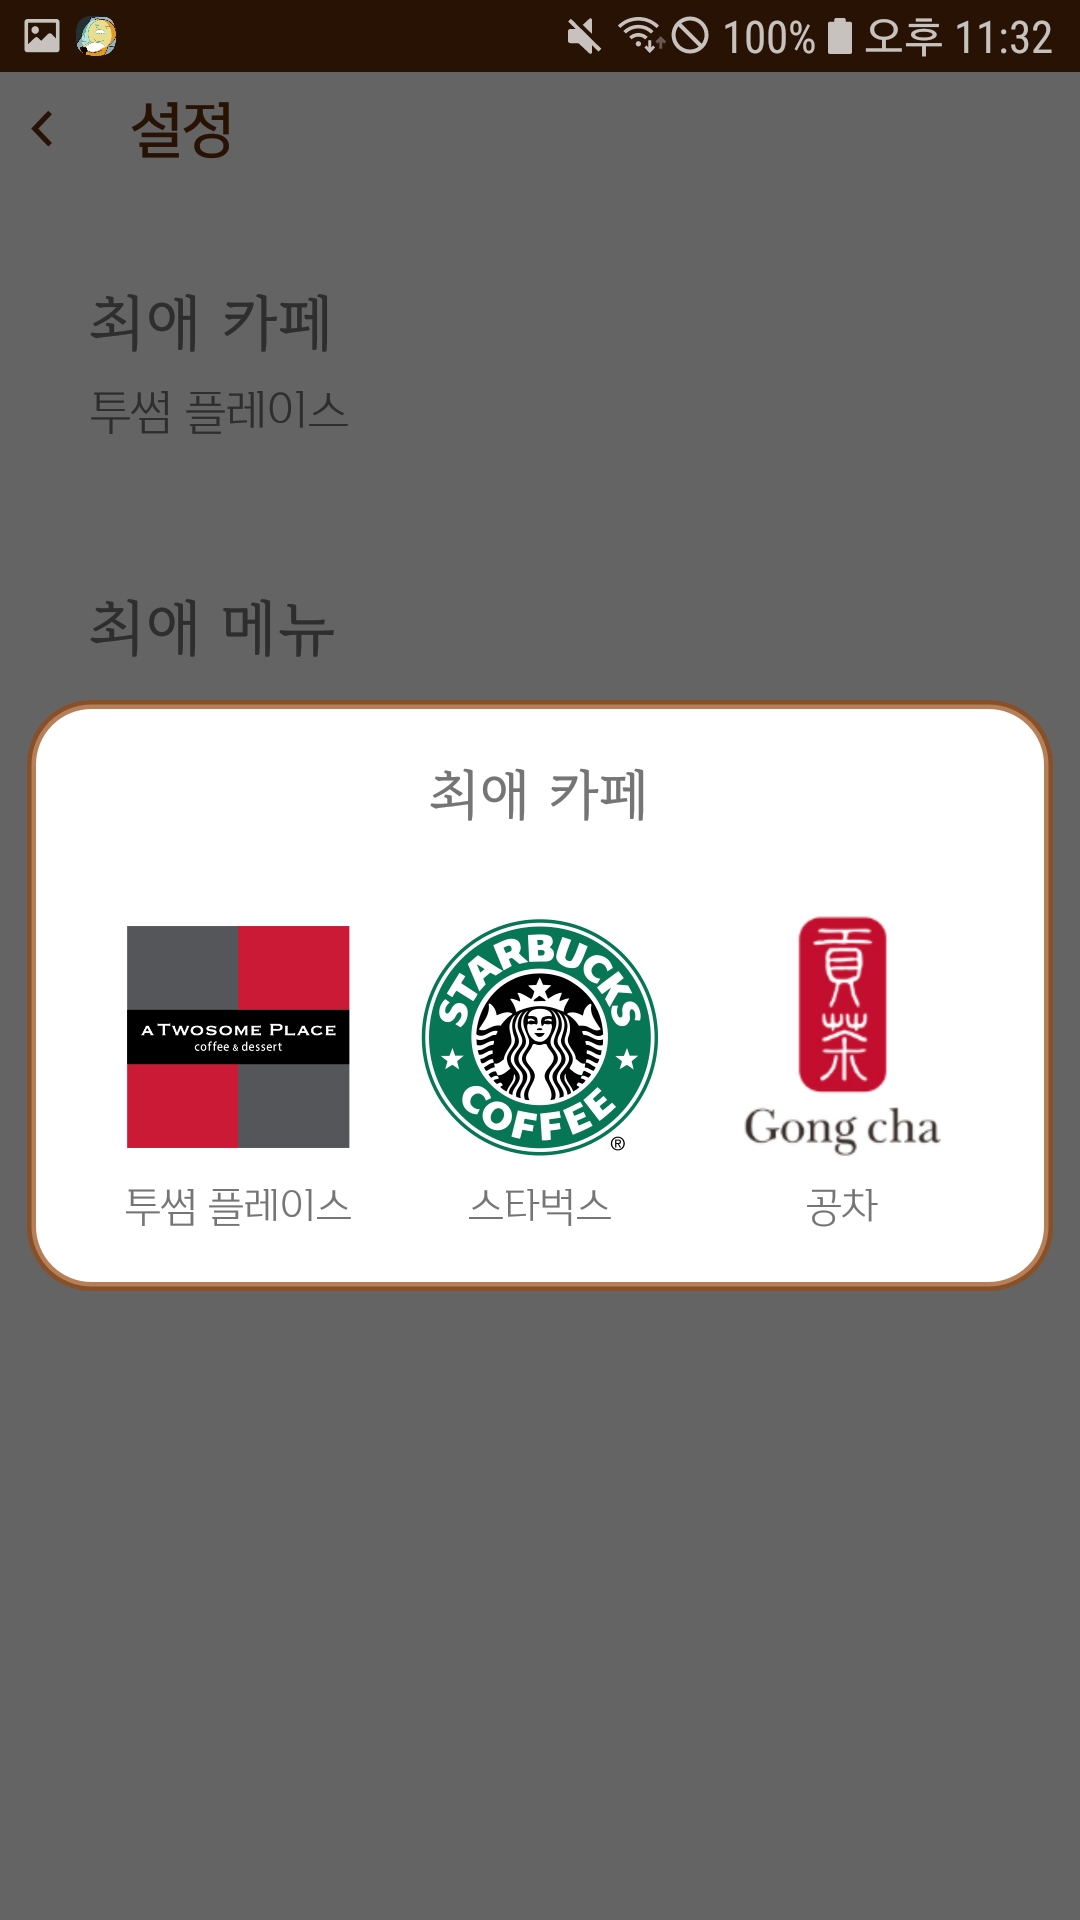 100% 오후 11:32
설정
최애 카페
투썸 플레이스
최애 메뉴
최애 카페
A TWOSOME PLACE
coffee & dessert
STARBUCKS
COFFEE
®
貢茶
Gong cha
투썸 플레이스
스타벅스
공차